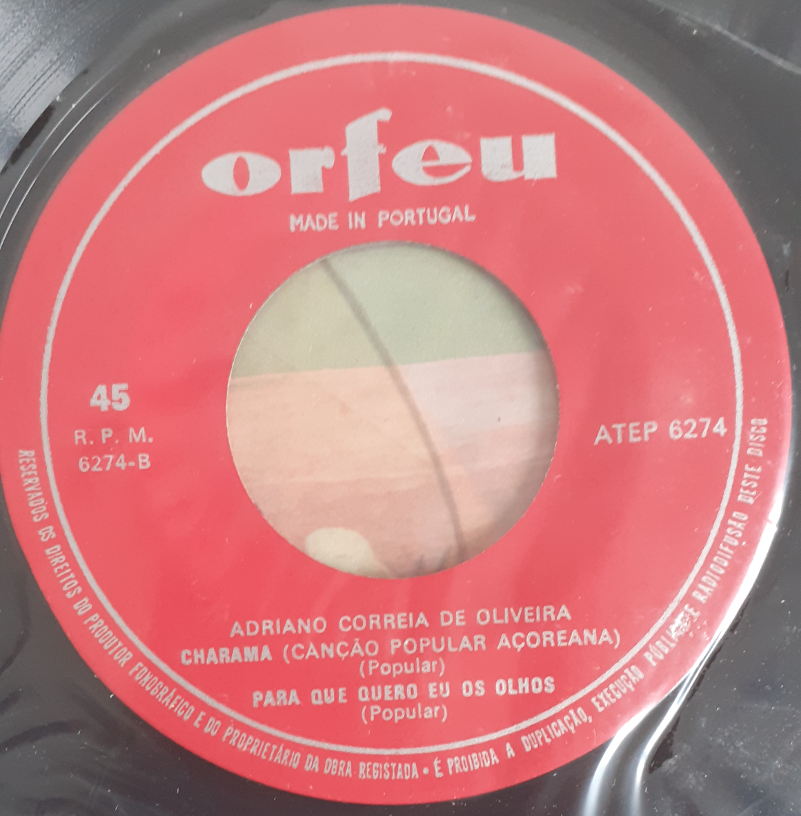 orfeu
MADE IN PORTUGAL
45
R. P. M.
6274-B
ATEP 6274
ADRIANO CORREIA DE OLIVEIRA
CHARAMA (CANÇÃO POPULAR AÇOREANA)
(Popular)
PARA QUE QUERO EU OS OLHOS
(Popular)
RESERVADOS OS DIREITOS DO PRODUTOR FONOGRÁFICO E DO PROPRIETÁRIO DA OBRA REGISTADA • É PROIBIDA A DUPLICAÇÃO, EXECUÇÃO PÚBLICA E RADIODIFUSÃO DESTE DISCO